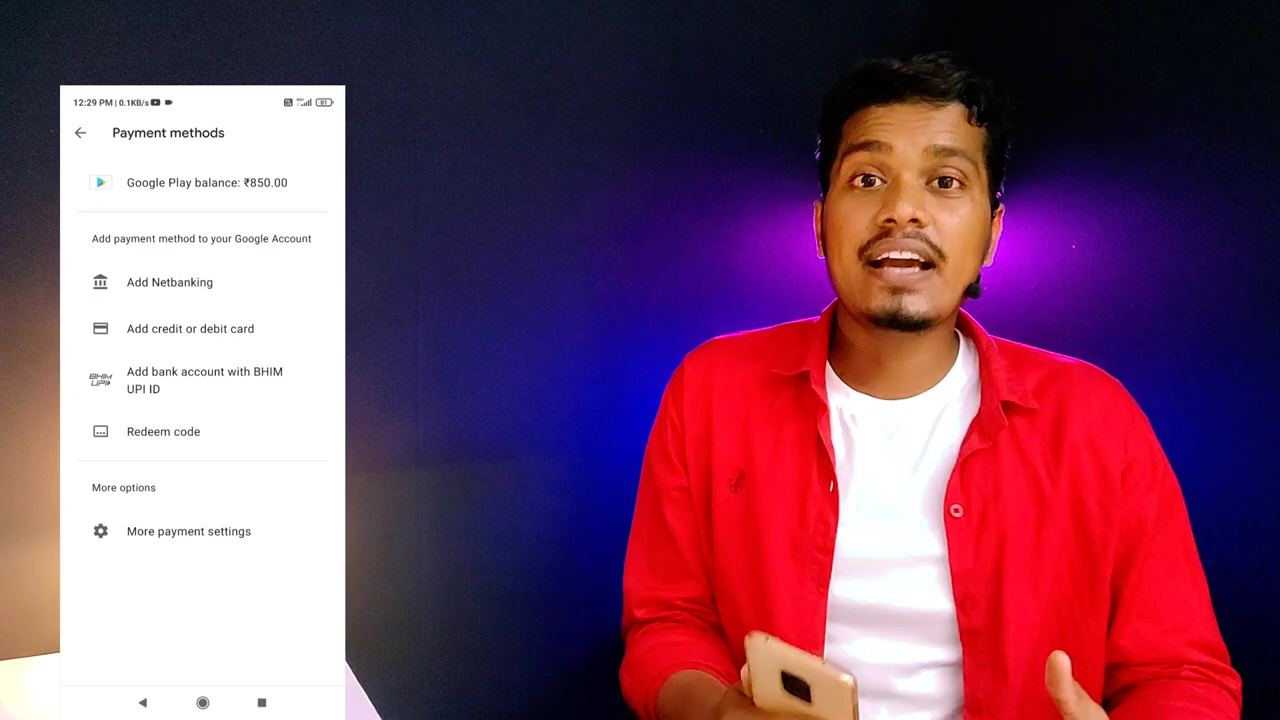 12:29 PM | 0.1KB/s
81
Payment methods
Google Play balance: ₹850.00
Add payment method to your Google Account
Add Netbanking
Add credit or debit card
Add bank account with BHIM
UPI ID
BHIM
UPI
Redeem code
More options
More payment settings